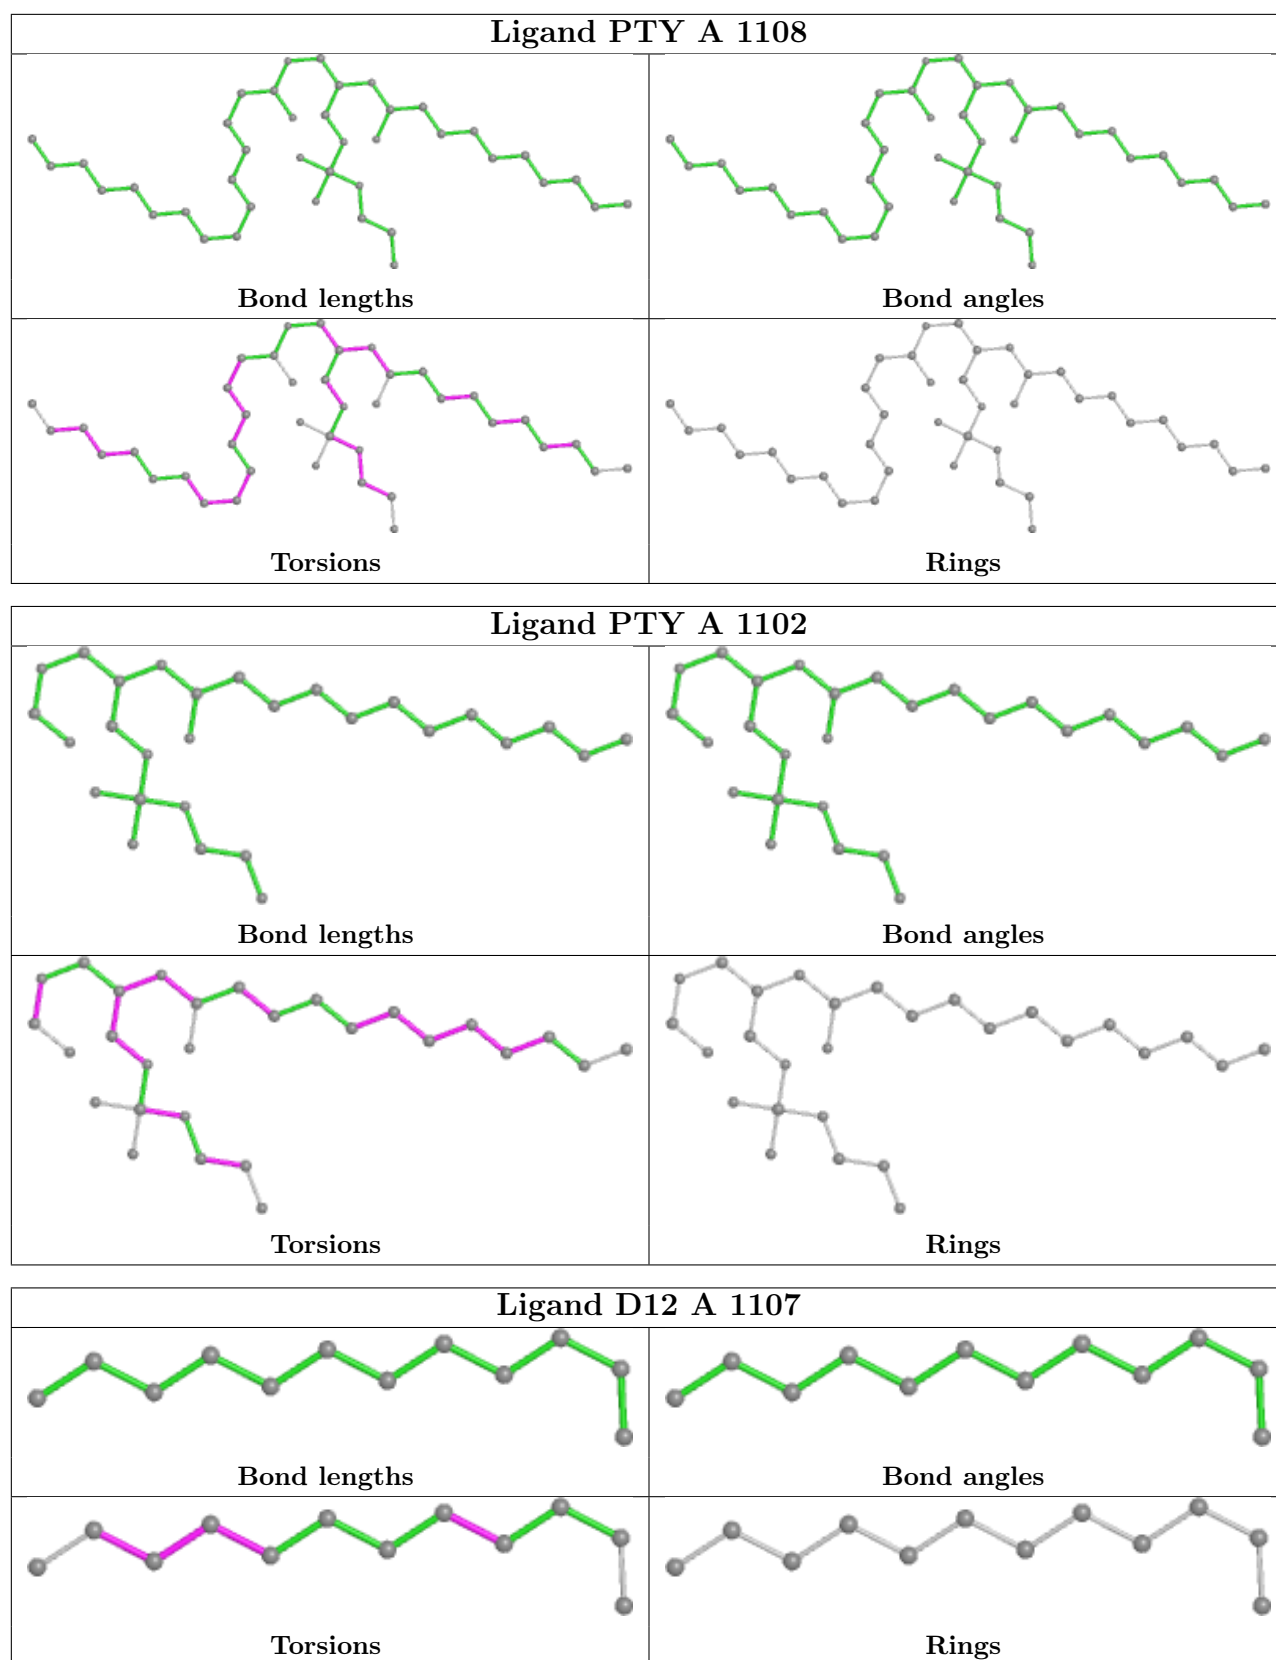 Ligand PTY A 1108
Bond lengths
Bond angles
Torsions
Rings
Ligand PTY A 1102
Bond lengths
Bond angles
Torsions
Rings
Ligand D12 A 1107
Bond lengths
Bond angles
Torsions
Rings